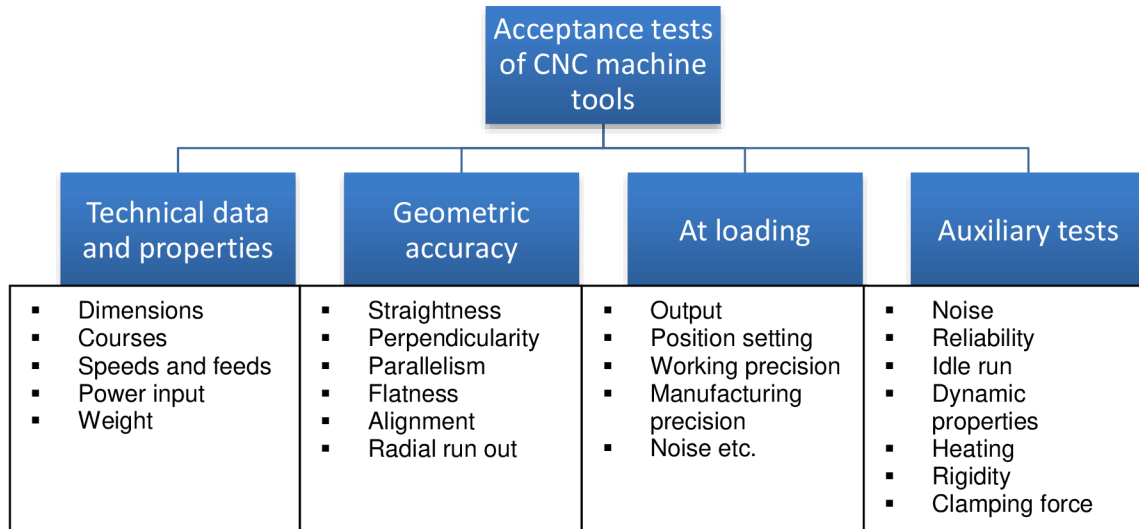 Acceptance tests
of CNC machine
tools
Technical data
and properties
Geometric
accuracy
At loading
Auxiliary tests
▪ Dimensions
▪ Courses
▪ Speeds and feeds
▪ Power input
▪ Weight
▪ Straightness
▪ Perpendicularity
▪ Parallelism
▪ Flatness
▪ Alignment
▪ Radial run out
▪ Output
▪ Position setting
▪ Working precision
▪ Manufacturing
precision
▪ Noise etc.
▪ Noise
▪ Reliability
▪ Idle run
▪ Dynamic
properties
▪ Heating
▪ Rigidity
▪ Clamping force